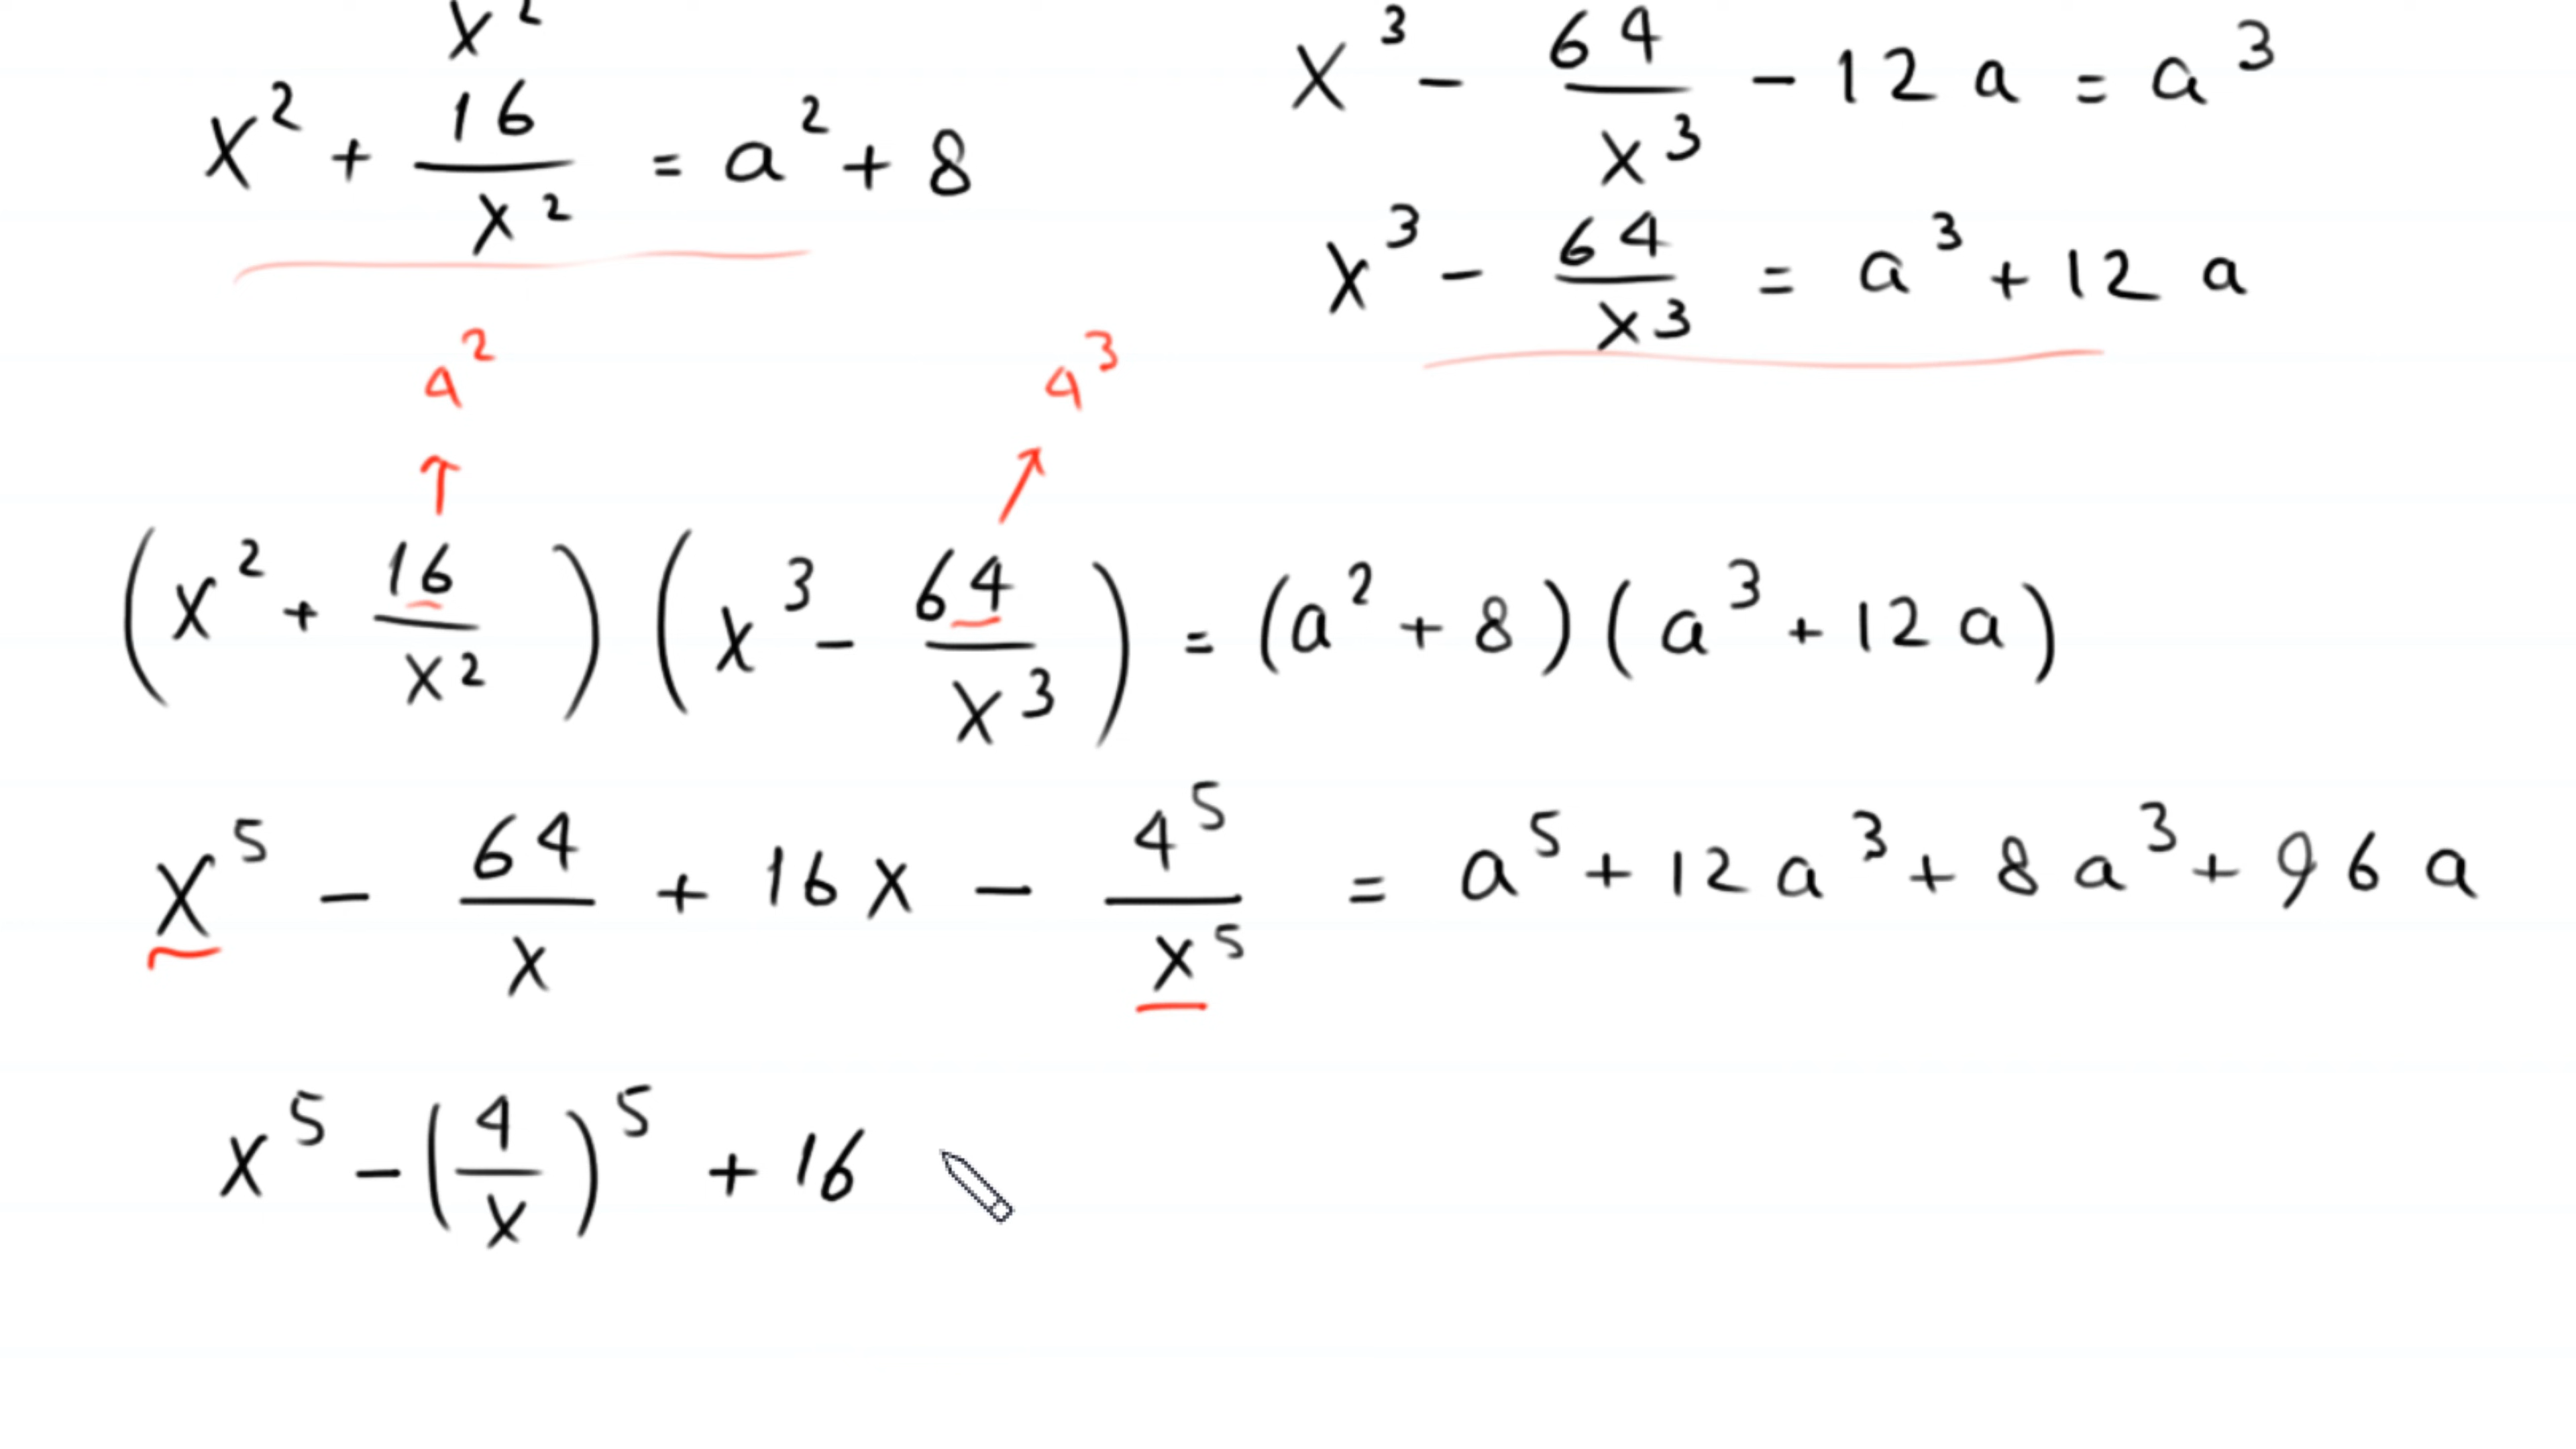 x²
x² + 16/x² = a² + 8
x³ - 64/x³ - 12a = a³
x³ - 64/x³ = a³ + 12a
4² 4³
(x² + 16/x²)(x³ - 64/x³) = (a² + 8)(a³ + 12a)
x⁵ - 64/x + 16x - 4⁵/x⁵ = a⁵ + 12a³ + 8a³ + 96a
x⁵ - (4/x)⁵ + 16